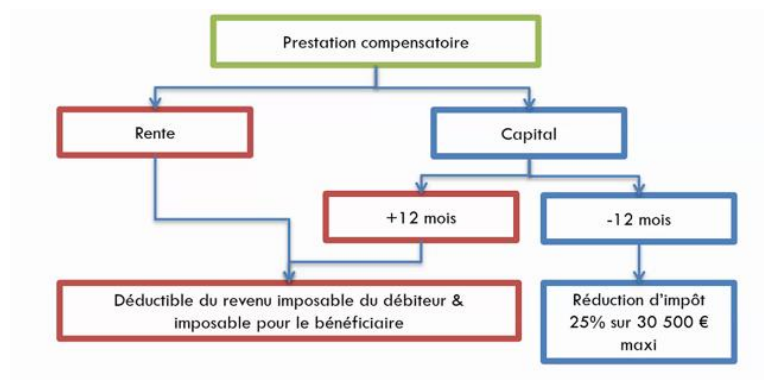 Prestation compensatoire
Rente
Capital
+12 mois
-12 mois
Déductible du revenu imposable du débiteur &
imposable pour le bénéficiaire
Réduction d'impôt
25% sur 30 500 €
maxi